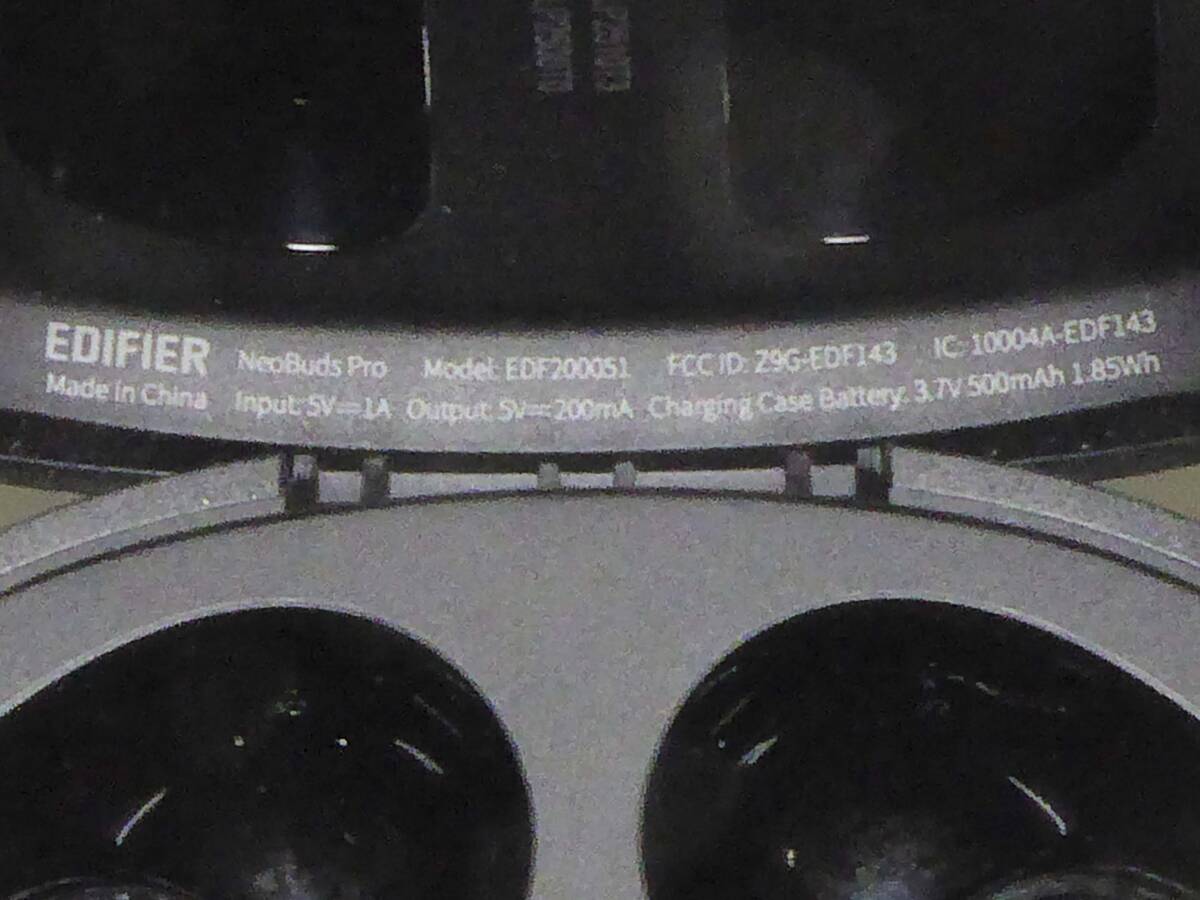 EDIFIER NeoBuds Pro Model: EDF200051 FCC ID: Z9G-EDF143 IC: 10004A-EDF143
Made in China Input: 5V⎓1A Output: 5V⎓200mA Charging Case Battery: 3.7V 500mAh 1.85Wh